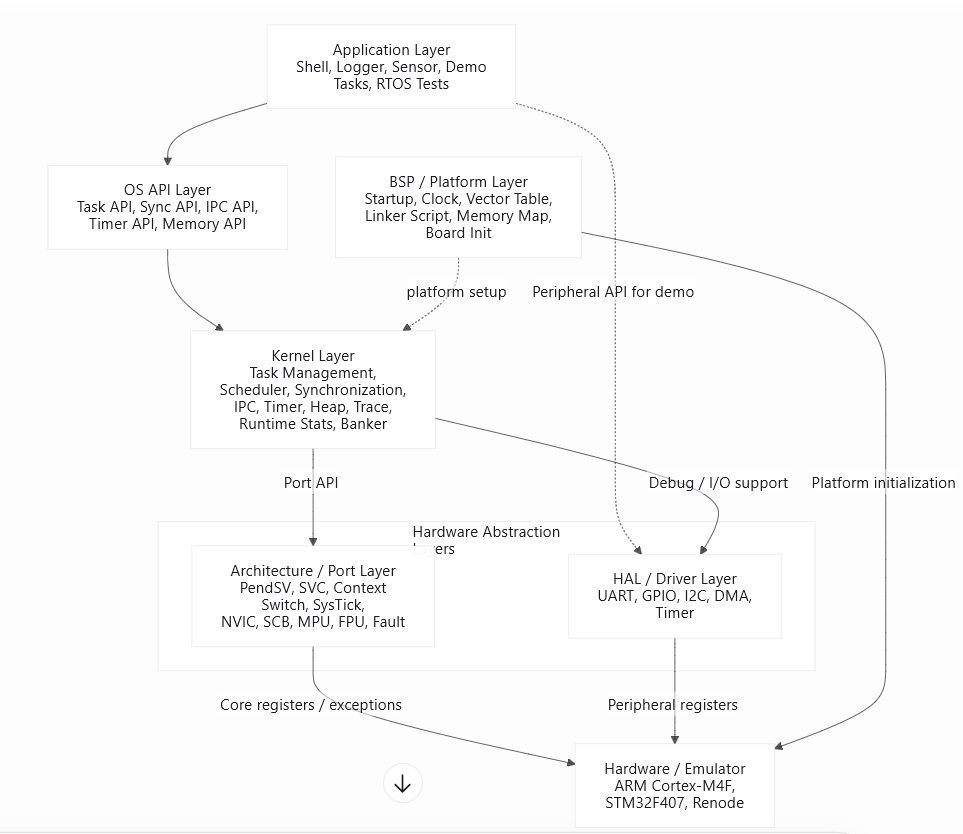 Application Layer
Shell, Logger, Sensor, Demo
Tasks, RTOS Tests
OS API Layer
Task API, Sync API, IPC API,
Timer API, Memory API
BSP / Platform Layer
Startup, Clock, Vector Table,
Linker Script, Memory Map,
Board Init
platform setup
Peripheral API for demo
Kernel Layer
Task Management,
Scheduler, Synchronization,
IPC, Timer, Heap, Trace,
Runtime Stats, Banker
Port API
Debug / I/O support
Platform initialization
Hardware Abstraction
Layers
Architecture / Port Layer
PendSV, SVC, Context
Switch, SysTick,
NVIC, SCB, MPU, FPU, Fault
HAL / Driver Layer
UART, GPIO, I2C, DMA,
Timer
Core registers / exceptions
Peripheral registers
Hardware / Emulator
ARM Cortex-M4F,
STM32F407, Renode